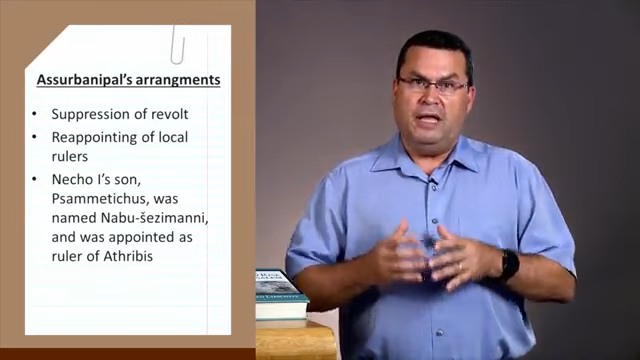 Assurbanipal's arrangments
• Suppression of revolt
• Reappointing of local
rulers
• Necho I's son,
Psammetichus, was
named Nabu-šezimanni,
and was appointed as
ruler of Athribis